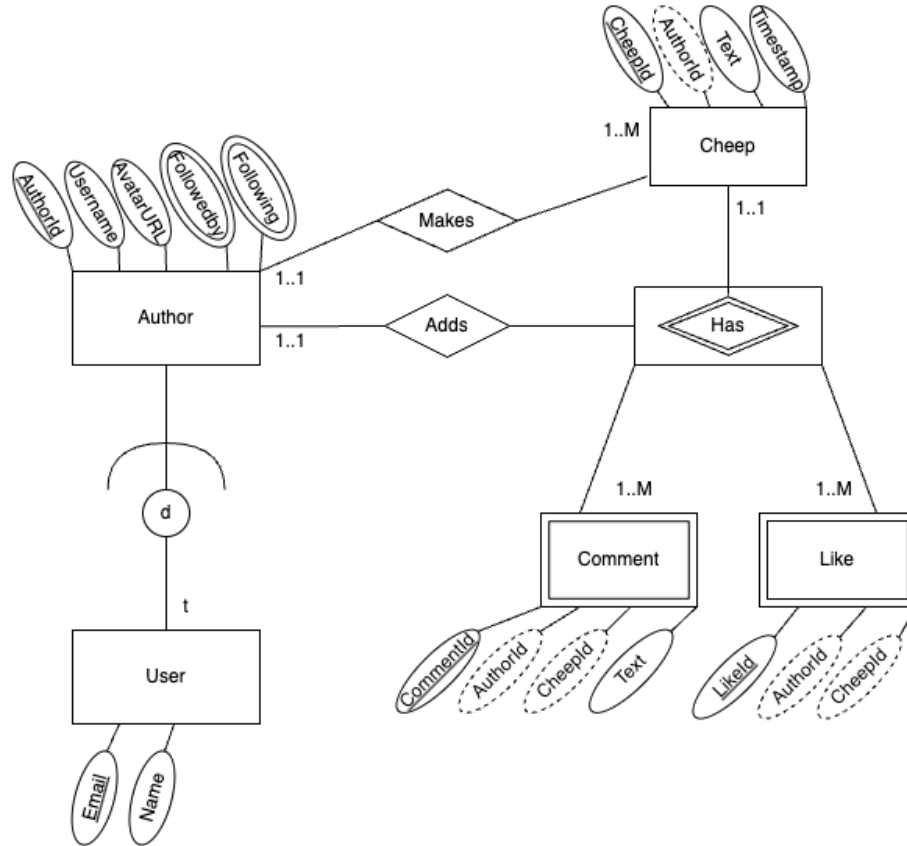 CheepId
AuthorId
Text
Timestamp
1..M
Cheep
AuthorId
Username
AvatarURL
Followedby
Following
Makes
1..1
1..1
Author
Adds
1..1
Has
d
1..M
1..M
Comment
Like
t
User
CommentId
AuthorId
CheepId
Text
LikeId
AuthorId
CheepId
Email
Name